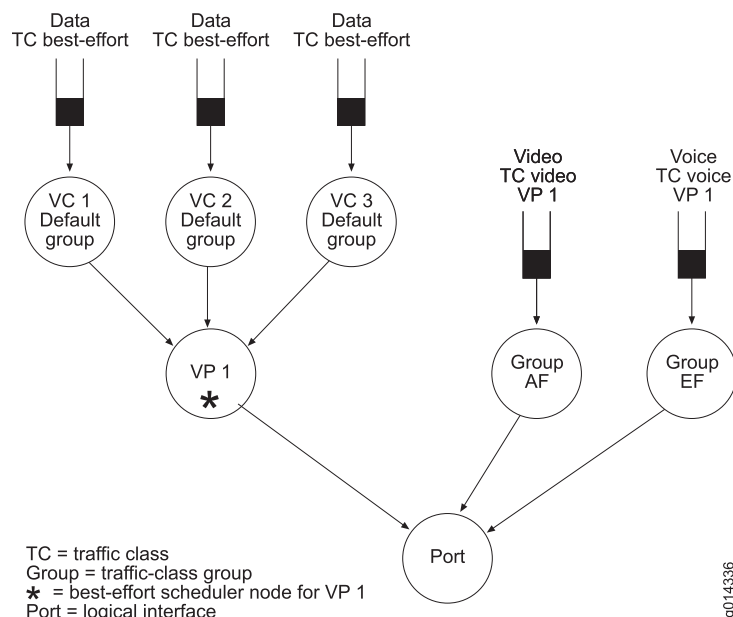 Data
TC best-effort
Data
TC best-effort
Data
TC best-effort
Video
TC video
VP 1
Voice
TC voice
VP 1
VC 1
Default
group
VC 2
Default
group
VC 3
Default
group
VP 1
*
Group
AF
Group
EF
Port
TC = traffic class
Group = traffic-class group
* = best-effort scheduler node for VP 1
Port = logical interface
g014336